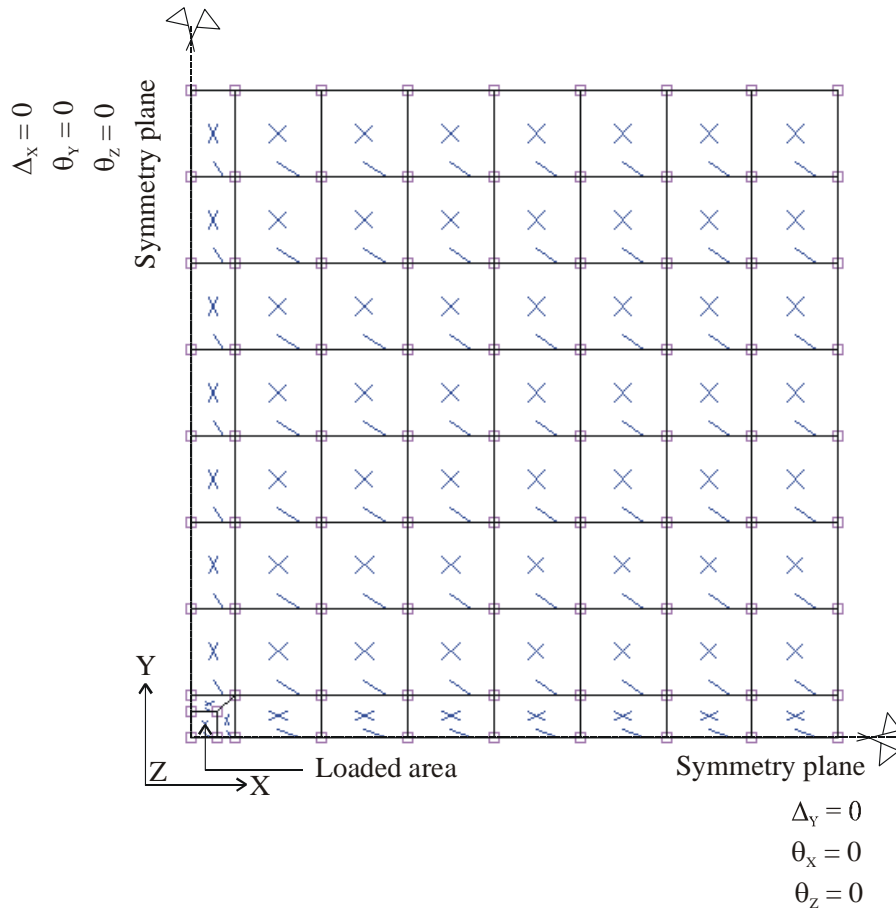 Δ_X = 0
θ_Y = 0
θ_Z = 0
Symmetry plane
Y
Z
X
Loaded area
Symmetry plane
Δ_Y = 0
θ_X = 0
θ_Z = 0